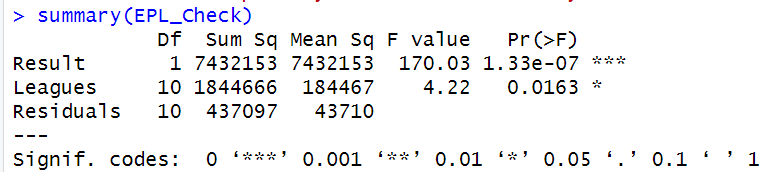 > summary(EPL_Check)
Df Sum Sq Mean Sq F value Pr(>F)
Result 1 7432153 7432153 170.03 1.33e-07 ***
Leagues 10 1844666 184467 4.22 0.0163 *
Residuals 10 437097 43710
---
Signif. codes: 0 ‘***’ 0.001 ‘**’ 0.01 ‘*’ 0.05 ‘.’ 0.1 ‘ ’ 1